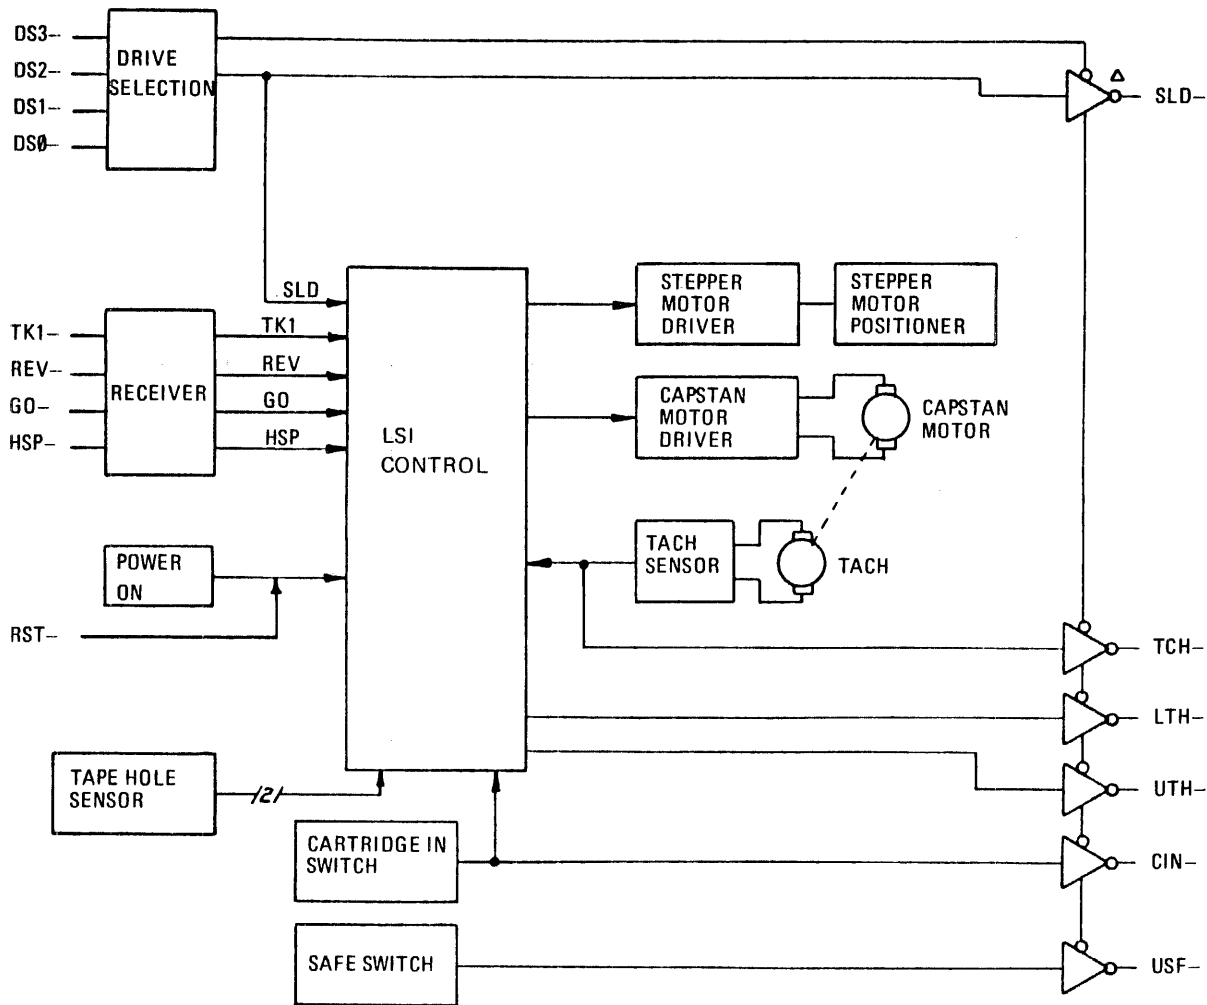 DS3–
DS2–
DS1–
DSØ–
DRIVE
SELECTION
Δ
SLD–
SLD
TK1–
REV–
GO–
HSP–
RECEIVER
TK1
REV
GO
HSP
LSI
CONTROL
STEPPER
MOTOR
DRIVER
STEPPER
MOTOR
POSITIONER
CAPSTAN
MOTOR
DRIVER
CAPSTAN
MOTOR
POWER
ON
RST–
TACH
SENSOR
TACH
TCH–
LTH–
UTH–
TAPE HOLE
SENSOR
/2/
CARTRIDGE IN
SWITCH
CIN–
SAFE SWITCH
USF–